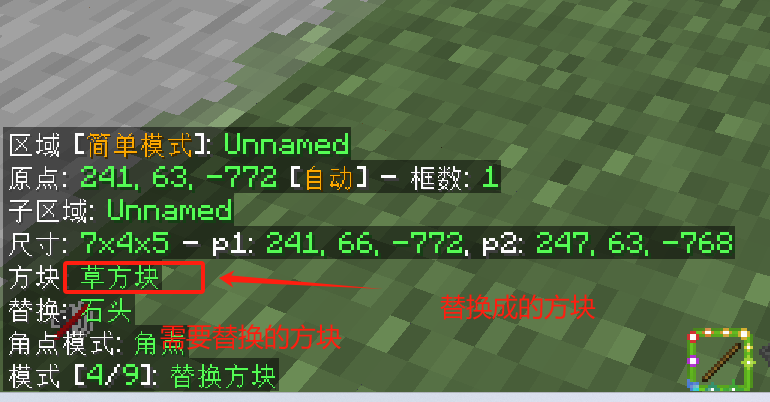 区域 [简单模式]: Unnamed
原点: 241, 63, -772 [自动] - 框数: 1
子区域: Unnamed
尺寸: 7x4x5 - p1: 241, 66, -772, p2: 247, 63, -768
方块 草方块
替换成的方块
替换: 石头
需要替换的方块
角点模式: 角点
模式 [4/9]: 替换方块